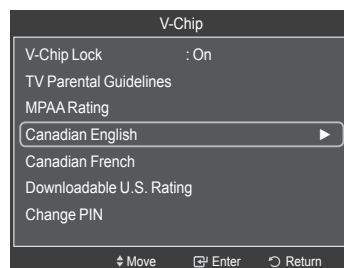 V-Chip
V-Chip Lock : On
TV Parental Guidelines
MPAA Rating
Canadian English
Canadian French
Downloadable U.S. Rating
Change PIN
Move Enter Return